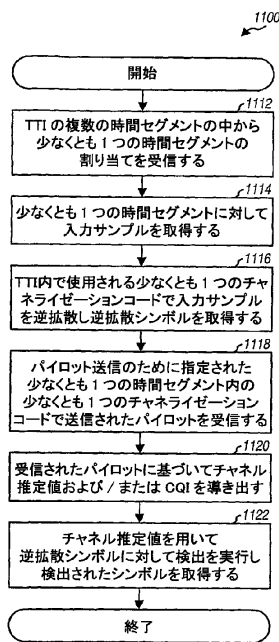 1100
開始
1112
TTIの複数の時間セグメントの中から
少なくとも1つの時間セグメントの
割り当てを受信する
1114
少なくとも1つの時間セグメントに対して
入力サンプルを取得する
1116
TTI内で使用される少なくとも1つのチャ
ネライゼーションコードで入力サンプル
を逆拡散し逆拡散シンボルを取得する
1118
パイロット送信のために指定された
少なくとも1つの時間セグメント内の
少なくとも1つのチャネライゼーション
コードで送信されたパイロットを受信する
1120
受信されたパイロットに基づいてチャネル
推定値および/またはCQIを導き出す
1122
チャネル推定値を用いて
逆拡散シンボルに対して検出を実行し
検出されたシンボルを取得する
終了